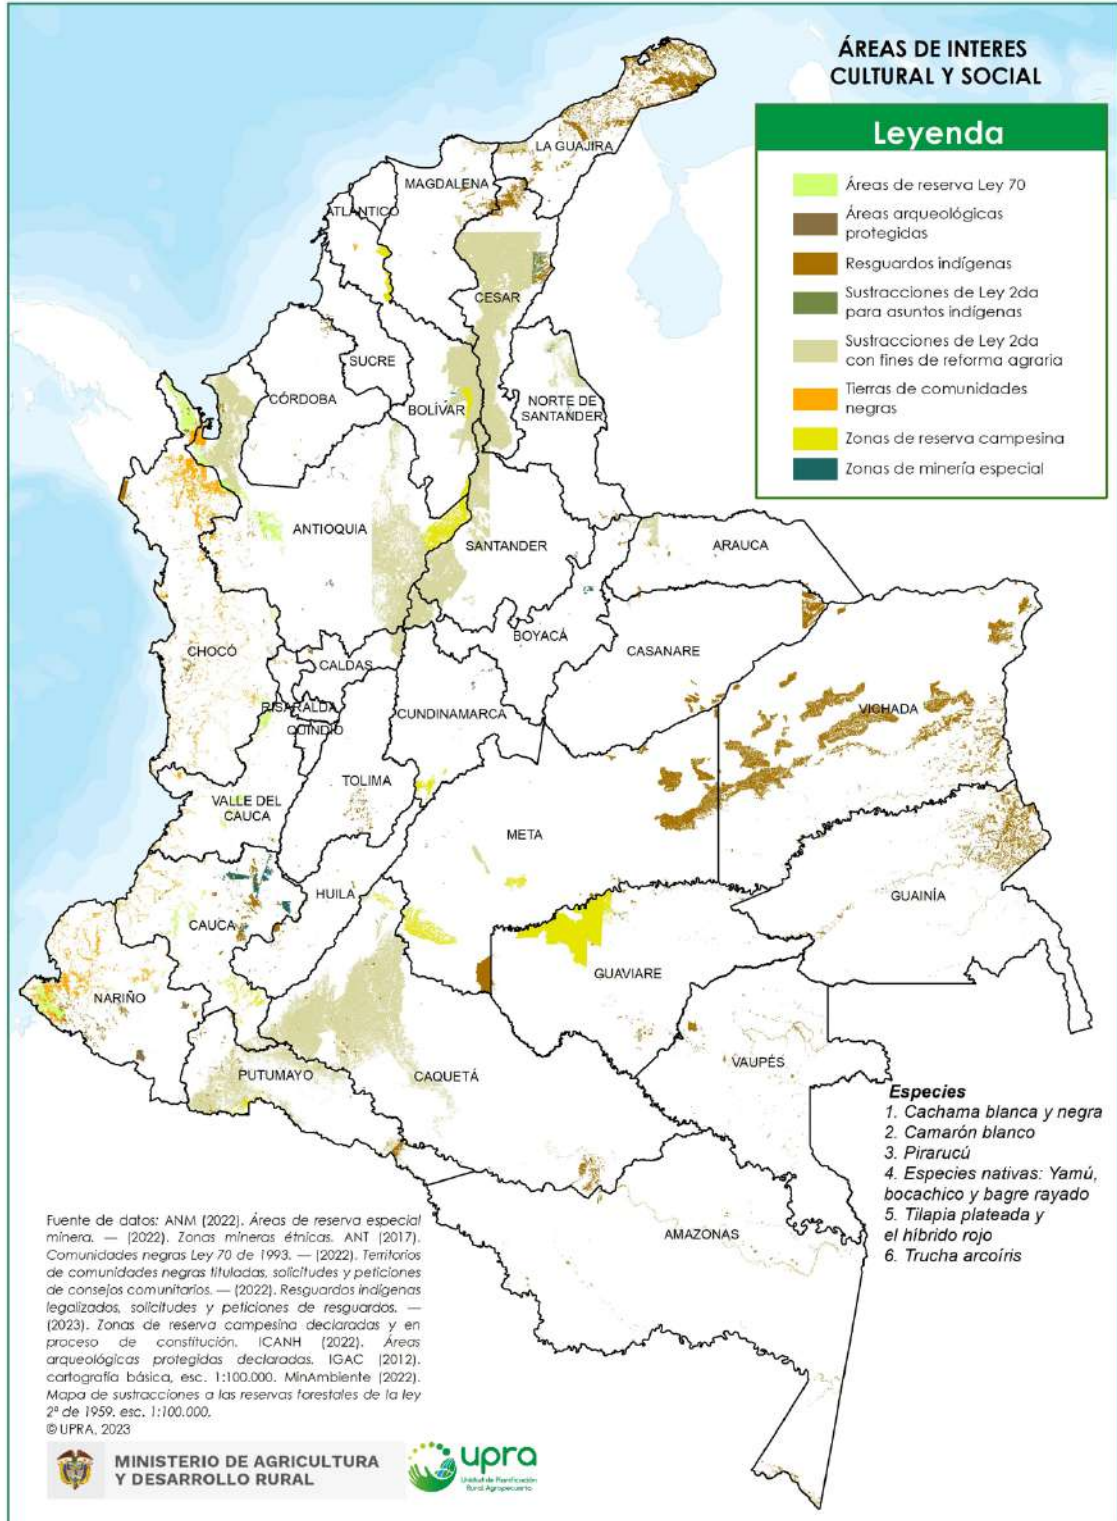 ÁREAS DE INTERES
CULTURAL Y SOCIAL
Leyenda
Áreas de reserva Ley 70
Áreas arqueológicas
protegidas
Resguardos indígenas
Sustracciones de Ley 2da
para asuntos indígenas
Sustracciones de Ley 2da
con fines de reforma agraria
Tierras de comunidades
negras
Zonas de reserva campesina
Zonas de minería especial
LA GUAJIRA
MAGDALENA
ATLANTICO
CESAR
SUCRE
CÓRDOBA
BOLÍVAR
NORTE DE
SANTANDER
ANTIOQUIA
SANTANDER
ARAUCA
BOYACÁ
CASANARE
CHOCÓ
CALDAS
RISARALDA
QUINDIO
CUNDINAMARCA
VICHADA
TOLIMA
VALLE DEL
CAUCA
META
HUILA
GUAINÍA
CAUCA
GUAVIARE
NARIÑO
VAUPÉS
PUTUMAYO
CAQUETÁ
AMAZONAS
Especies
1. Cachama blanca y negra
2. Camarón blanco
3. Pirarucú
4. Especies nativas: Yamú,
bocachico y bagre rayado
5. Tilapia plateada y
el híbrido rojo
6. Trucha arcoíris
Fuente de datos: ANM (2022). Áreas de reserva especial
minera. — (2022). Zonas mineras étnicas. ANT (2017).
Comunidades negras Ley 70 de 1993. — (2022). Territorios
de comunidades negras tituladas, solicitudes y peticiones
de consejos comunitarios. — (2022). Resguardos indígenas
legalizados, solicitudes y peticiones de resguardos. —
(2023). Zonas de reserva campesina declaradas y en
proceso de constitución. ICANH (2022). Áreas
arqueológicas protegidas declaradas. IGAC (2012).
cartografía básica, esc. 1:100.000. MinAmbiente (2022).
Mapa de sustracciones a las reservas forestales de la ley
2ª de 1959. esc. 1:100.000.
© UPRA, 2023
MINISTERIO DE AGRICULTURA
Y DESARROLLO RURAL
upra
Unidad de Planificación
Rural Agropecuaria